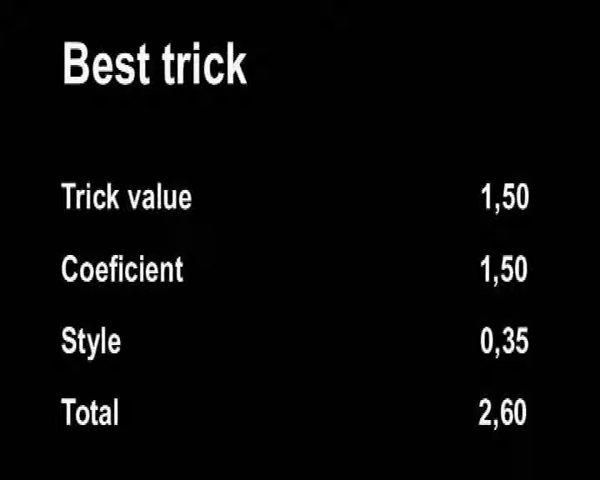 Best trick
Trick value 1,50
Coeficient 1,50
Style 0,35
Total 2,60